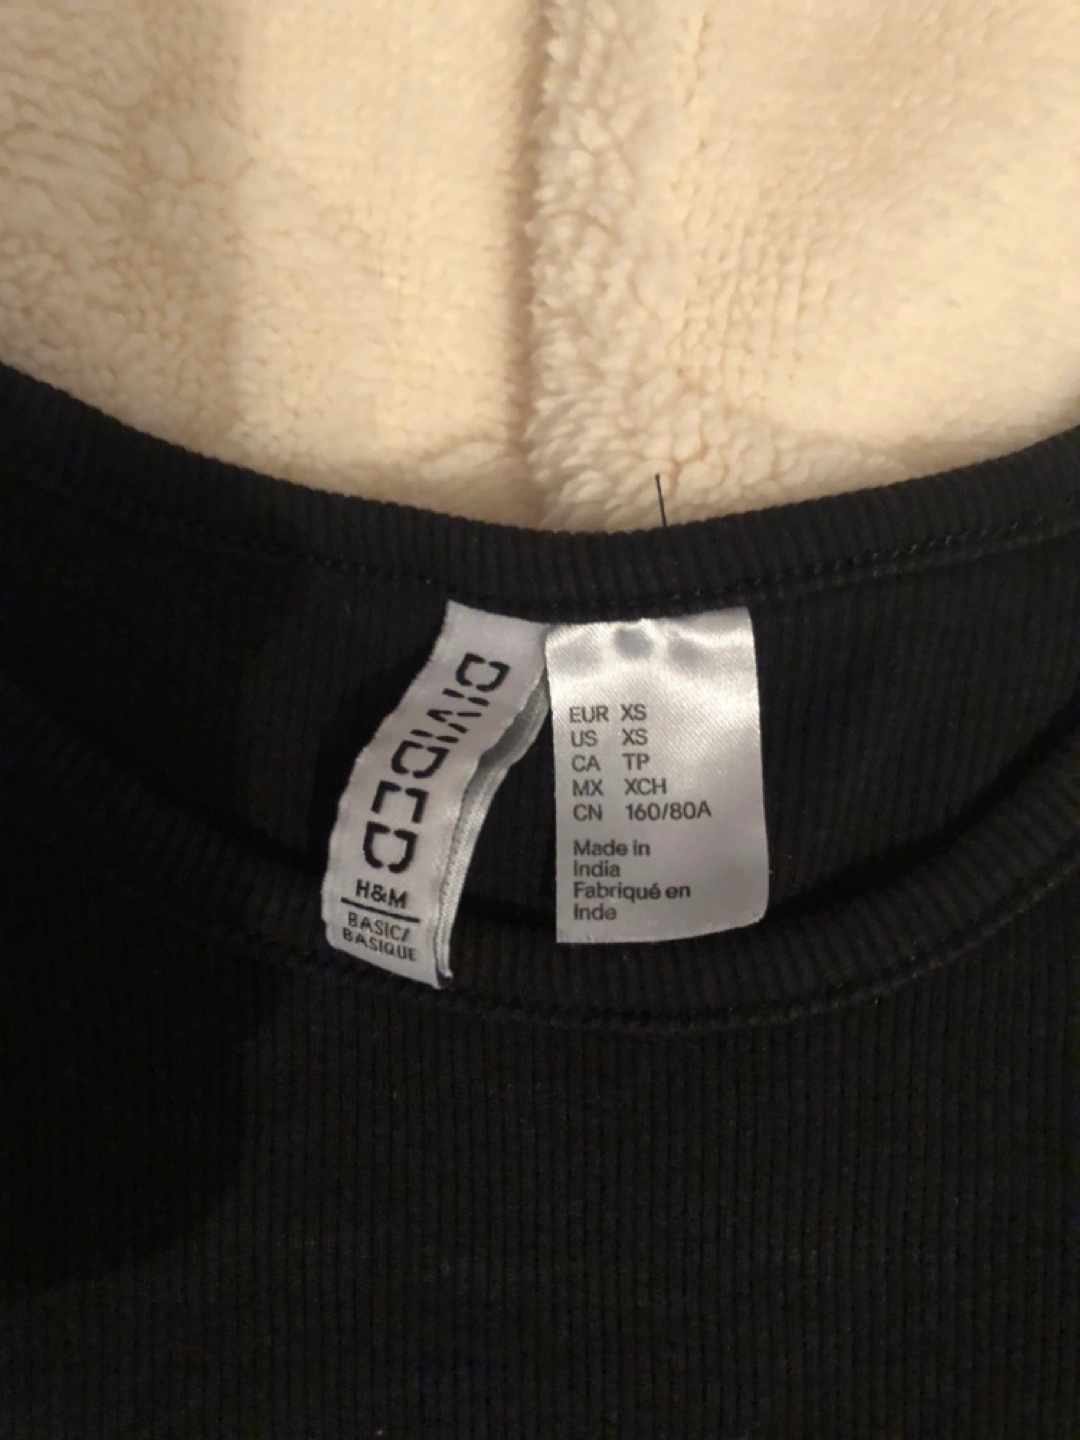 DIVIDED
H&M
BASIC/
BASIQUE
EUR XS
US XS
CA TP
MX XCH
CN 160/80A
Made in
India
Fabriqué en
Inde